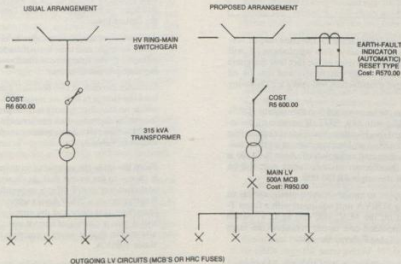 USUAL ARRANGEMENT
PROPOSED ARRANGEMENT
HV RING-MAIN
SWITCHGEAR
EARTH-FAULT
INDICATOR
(AUTOMATIC)
RESET TYPE
Cost: R570.00
COST
R6 600.00
COST
R5 600.00
315 kVA
TRANSFORMER
MAIN LV
500A MCB
Cost: R950.00
OUTGOING LV CIRCUITS (MCB'S OR HRC FUSES)